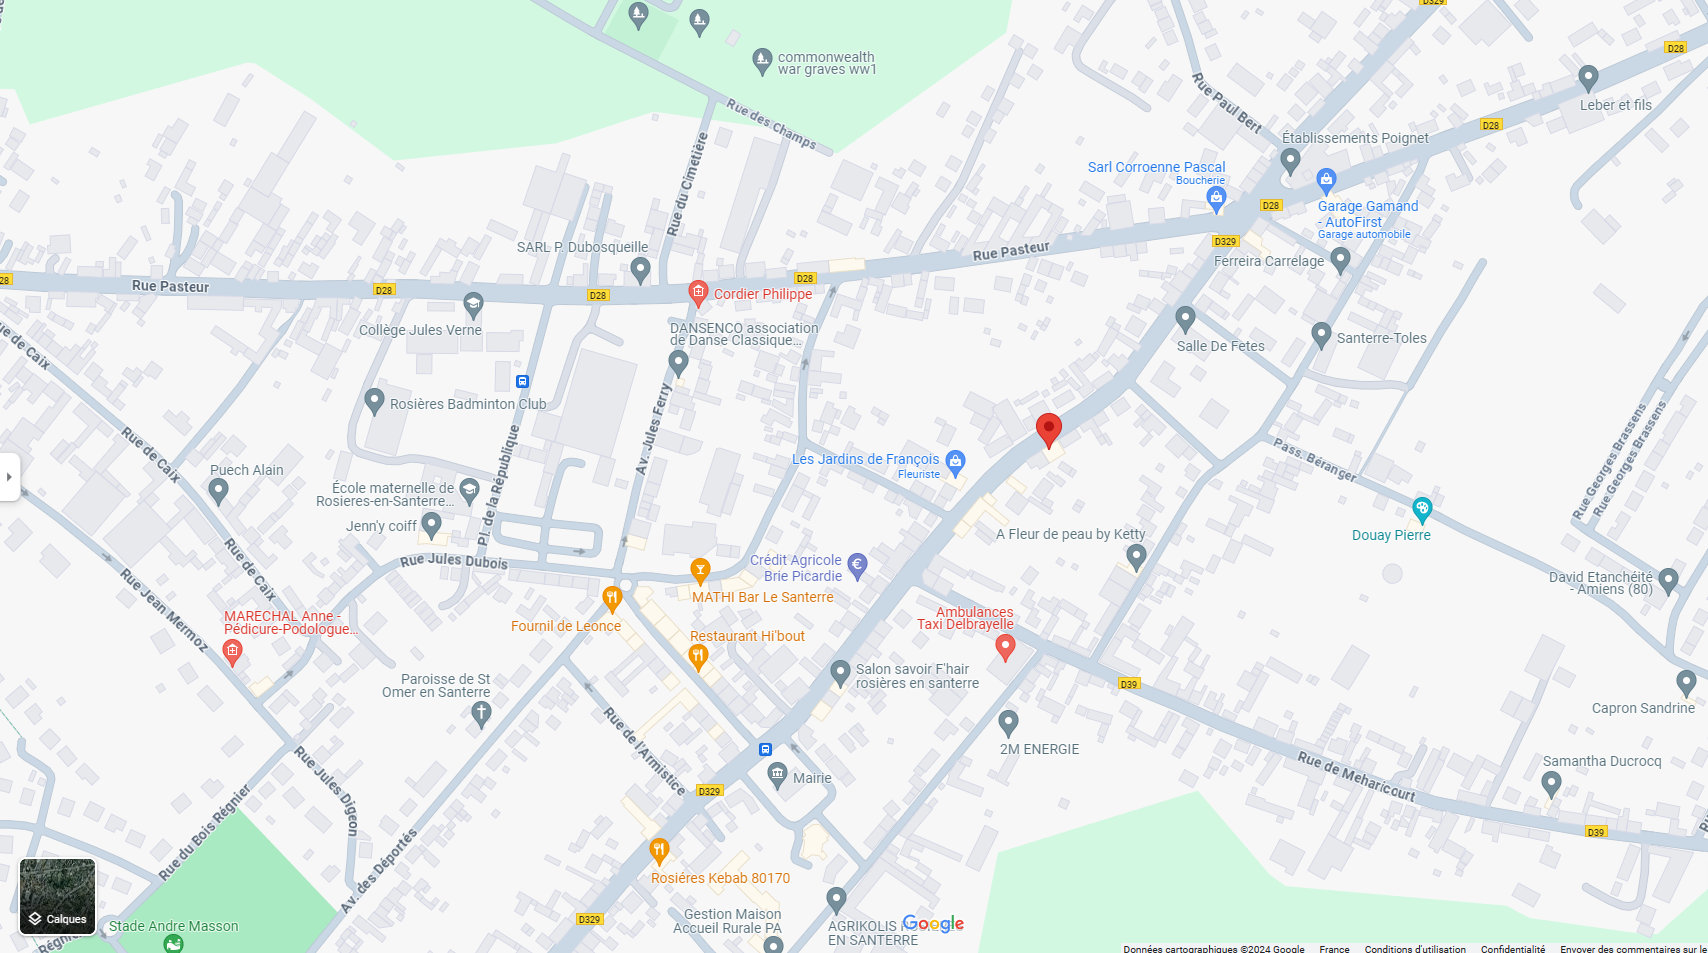 D329
D28
commonwealth
war graves ww1
Rue Paul Bert
Leber et fils
Rue des Champs
D28
Établissements Poignet
Rue du Cimetière
Sarl Corroenne Pascal
Boucherie
D28
Garage Gamand
- AutoFirst
Garage automobile
SARL P. Dubosqueille
Rue Pasteur
D329
Ferreira Carrelage
28
Rue Pasteur
D28
D28
D28
Cordier Philippe
Collège Jules Verne
DANSENCO association
de Danse Classique...
Salle De Fetes
Santerre-Toles
Rue de Caix
Rosières Badminton Club
Av. Jules Ferry
Pl. de la République
Rue de Caix
Puech Alain
Les Jardins de François
Fleuriste
Pass. Béranger
Rue Georges Brassens
Rue Georges Brassens
École maternelle de
Rosieres-en-Santerre...
Jenn'y coiff
A Fleur de peau by Ketty
Douay Pierre
Rue de Caix
Rue Jules Dubois
Crédit Agricole
Brie Picardie
David Etanchéité
- Amiens (80)
Rue Jean Mermoz
MATHI Bar Le Santerre
MARECHAL Anne -
Pédicure-Podologue...
Fournil de Leonce
Ambulances
Taxi Delbrayelle
Restaurant Hi'bout
Salon savoir F'hair
rosières en santerre
D39
Paroisse de St
Omer en Santerre
Capron Sandrine
Rue de l'Armistice
2M ENERGIE
Rue Jules Digeon
Mairie
Rue de Meharicourt
Samantha Ducrocq
D329
D39
Rue du Bois Régnier
Av. des Déportés
Rosiéres Kebab 80170
Calques
Stade Andre Masson
D329
Gestion Maison
Accueil Rurale PA
AGRIKOLIS
EN SANTERRE
Google
Régnier
Données cartographiques ©2024 Google France Conditions d'utilisation Confidentialité Envoyer des commentaires sur le